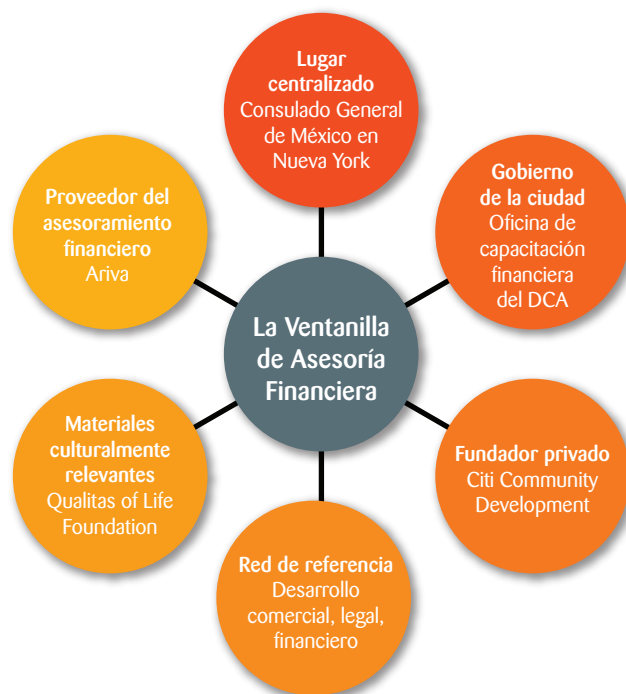 Lugar
centralizado
Consulado General
de México en
Nueva York
Proveedor del
asesoramiento
financiero
Ariva
Gobierno
de la ciudad
Oficina de
capacitación
financiera
del DCA
La Ventanilla
de Asesoría
Financiera
Materiales
culturalmente
relevantes
Qualitas of Life
Foundation
Fundador privado
Citi Community
Development
Red de referencia
Desarrollo
comercial, legal,
financiero